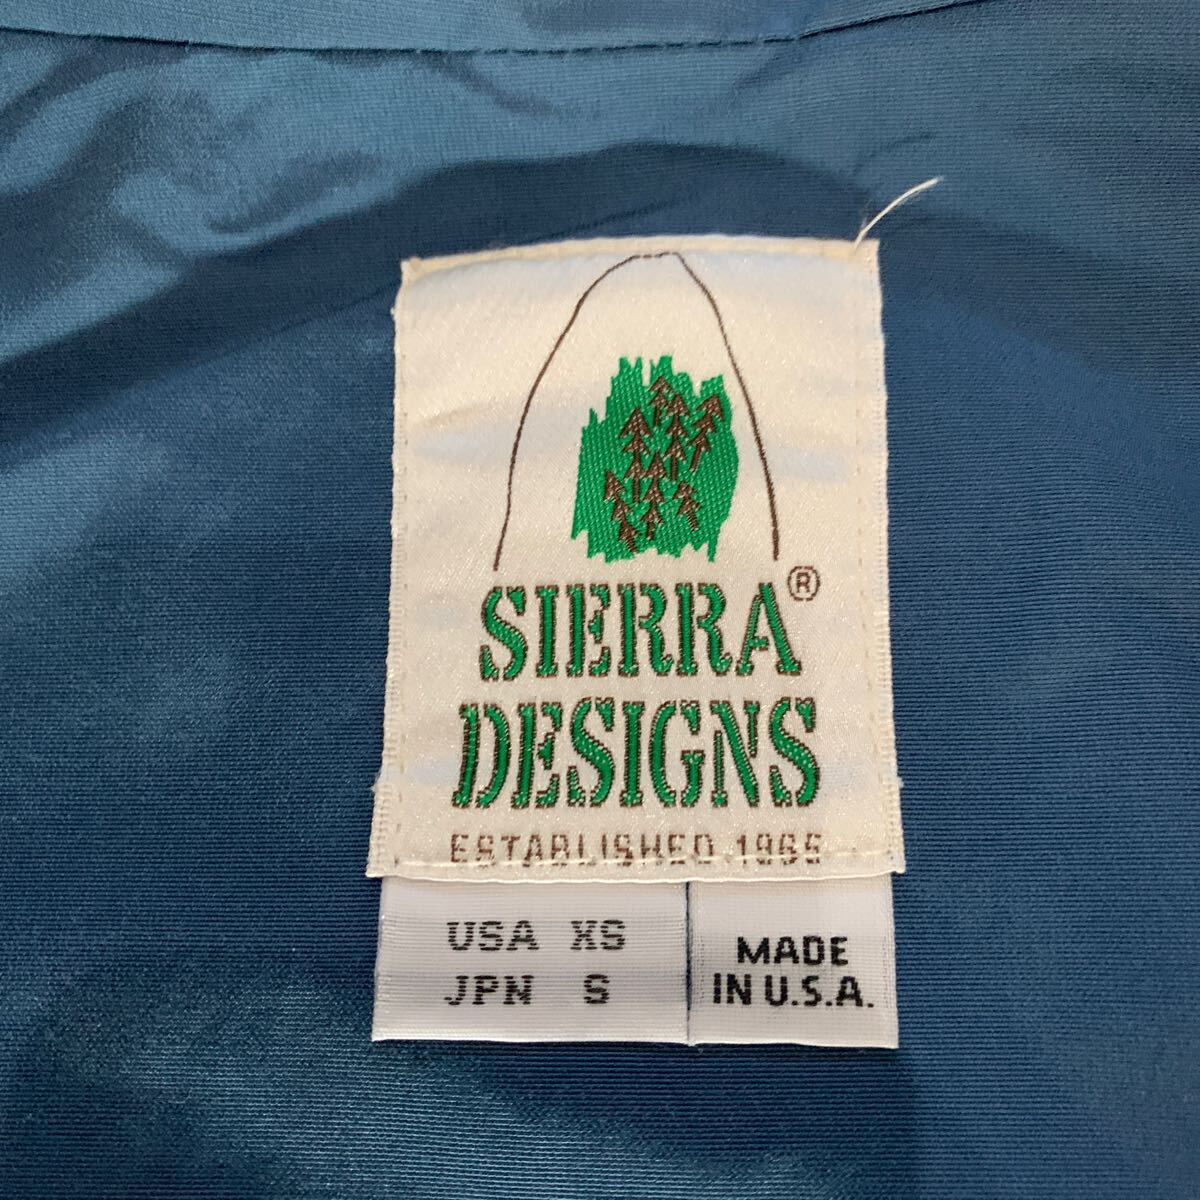 SIERRA®
DESIGNS
ESTABLISHED 1965
USA XS
JPN S
MADE
IN U.S.A.